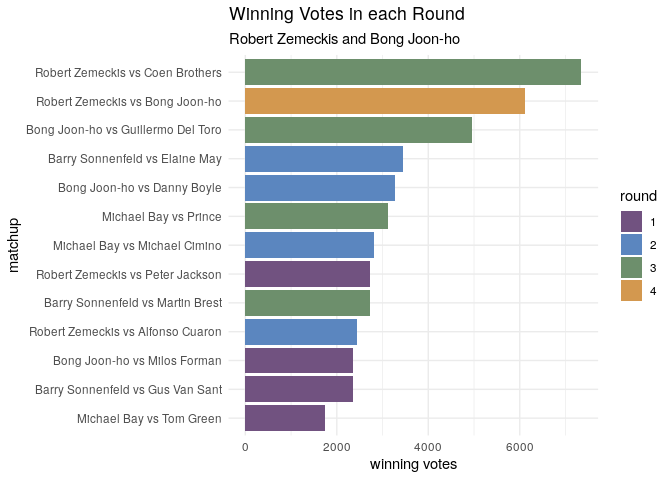 Winning Votes in each Round
Robert Zemeckis and Bong Joon-ho
Robert Zemeckis vs Coen Brothers
Robert Zemeckis vs Bong Joon-ho
Bong Joon-ho vs Guillermo Del Toro
Barry Sonnenfeld vs Elaine May
Bong Joon-ho vs Danny Boyle
Michael Bay vs Prince
Michael Bay vs Michael Cimino
Robert Zemeckis vs Peter Jackson
Barry Sonnenfeld vs Martin Brest
Robert Zemeckis vs Alfonso Cuaron
Bong Joon-ho vs Milos Forman
Barry Sonnenfeld vs Gus Van Sant
Michael Bay vs Tom Green
matchup
0 2000 4000 6000
winning votes
round
1
2
3
4